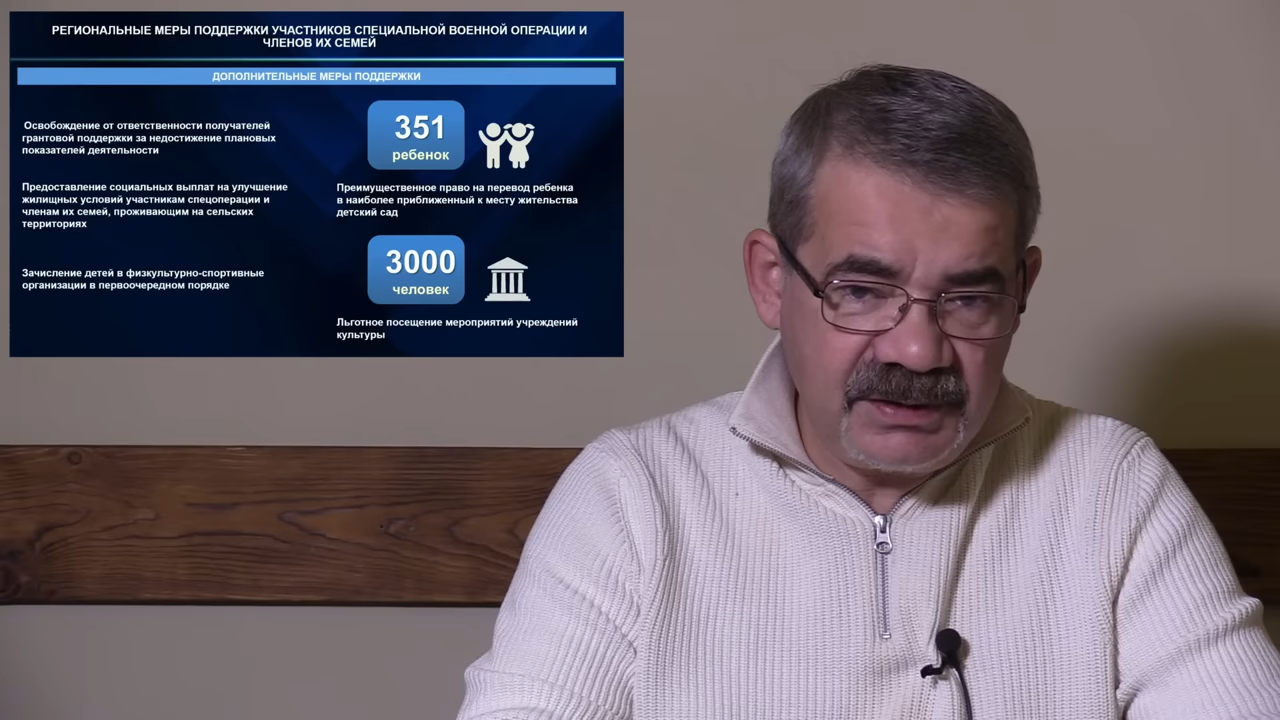 РЕГИОНАЛЬНЫЕ МЕРЫ ПОДДЕРЖКИ УЧАСТНИКОВ СПЕЦИАЛЬНОЙ ВОЕННОЙ ОПЕРАЦИИ И
ЧЛЕНОВ ИХ СЕМЕЙ
ДОПОЛНИТЕЛЬНЫЕ МЕРЫ ПОДДЕРЖКИ
Освобождение от ответственности получателей
грантовой поддержки за недостижение плановых
показателей деятельности
Предоставление социальных выплат на улучшение
жилищных условий участникам спецоперации и
членам их семей, проживающим на сельских
территориях
Зачисление детей в физкультурно-спортивные
организации в первоочередном порядке
351
ребенок
Преимущественное право на перевод ребенка
в наиболее приближенный к месту жительства
детский сад
3000
человек
Льготное посещение мероприятий учреждений
культуры